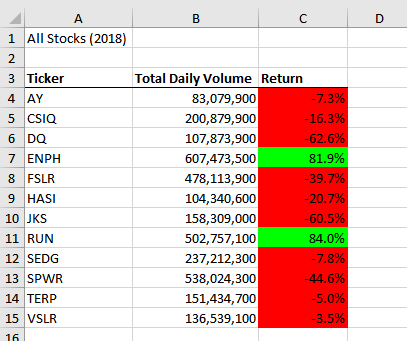 A B C D
1 All Stocks (2018)
2
3 Ticker Total Daily Volume Return
4 AY 83,079,900 -7.3%
5 CSIQ 200,879,900 -16.3%
6 DQ 107,873,900 -62.6%
7 ENPH 607,473,500 81.9%
8 FSLR 478,113,900 -39.7%
9 HASI 104,340,600 -20.7%
10 JKS 158,309,000 -60.5%
11 RUN 502,757,100 84.0%
12 SEDG 237,212,300 -7.8%
13 SPWR 538,024,300 -44.6%
14 TERP 151,434,700 -5.0%
15 VSLR 136,539,100 -3.5%
16